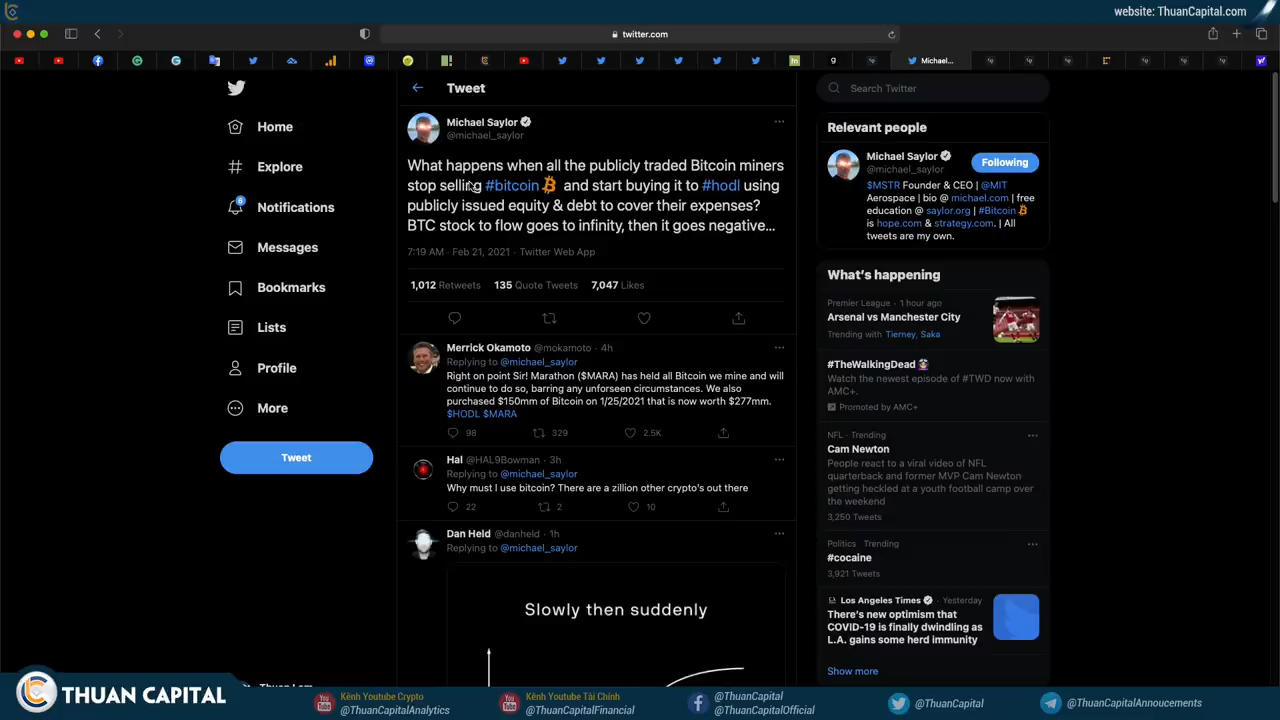 website: ThuanCapital.com
twitter.com
Michael...
Tweet
Search Twitter
Home
Explore
6
Notifications
Messages
Bookmarks
Lists
Profile
More
Tweet
Michael Saylor
@michael_saylor
What happens when all the publicly traded Bitcoin miners
stop selling #bitcoin and start buying it to #hodl using
publicly issued equity & debt to cover their expenses?
BTC stock to flow goes to infinity, then it goes negative...
7:19 AM · Feb 21, 2021 · Twitter Web App
1,012 Retweets 135 Quote Tweets 7,047 Likes
Merrick Okamoto @mokamoto · 4h
Replying to @michael_saylor
Right on point Sir! Marathon ($MARA) has held all Bitcoin we mine and will
continue to do so, barring any unforseen circumstances. We also
purchased $150mm of Bitcoin on 1/25/2021 that is now worth $277mm.
$HODL $MARA
98 329 2.5K
Hal @HAL9Bowman · 3h
Replying to @michael_saylor
Why must I use bitcoin? There are a zillion other crypto's out there
22 2 10
Dan Held @danheld · 1h
Replying to @michael_saylor
Slowly then suddenly
Relevant people
Michael Saylor
@michael_saylor
Following
$MSTR Founder & CEO | @MIT
Aerospace | bio @ michael.com | free
education @ saylor.org | #Bitcoin
is hope.com & strategy.com. | All
tweets are my own.
What's happening
Premier League · 1 hour ago
Arsenal vs Manchester City
Trending with Tierney, Saka
#TheWalkingDead
Watch the newest episode of #TWD now with
AMC+.
Promoted by AMC+
NFL · Trending
Cam Newton
People react to a viral video of NFL
quarterback and former MVP Cam Newton
getting heckled at a youth football camp over
the weekend
3,250 Tweets
Politics · Trending
#cocaine
3,921 Tweets
Los Angeles Times · Yesterday
There's new optimism that
COVID-19 is finally dwindling as
L.A. gains some herd immunity
Show more
THUAN CAPITAL
Kênh Youtube Crypto
@ThuanCapitalAnalytics
Kênh Youtube Tài Chính
@ThuanCapitalFinancial
@ThuanCapital
@ThuanCapitalOfficial
@ThuanCapital
@ThuanCapitalAnnoucements